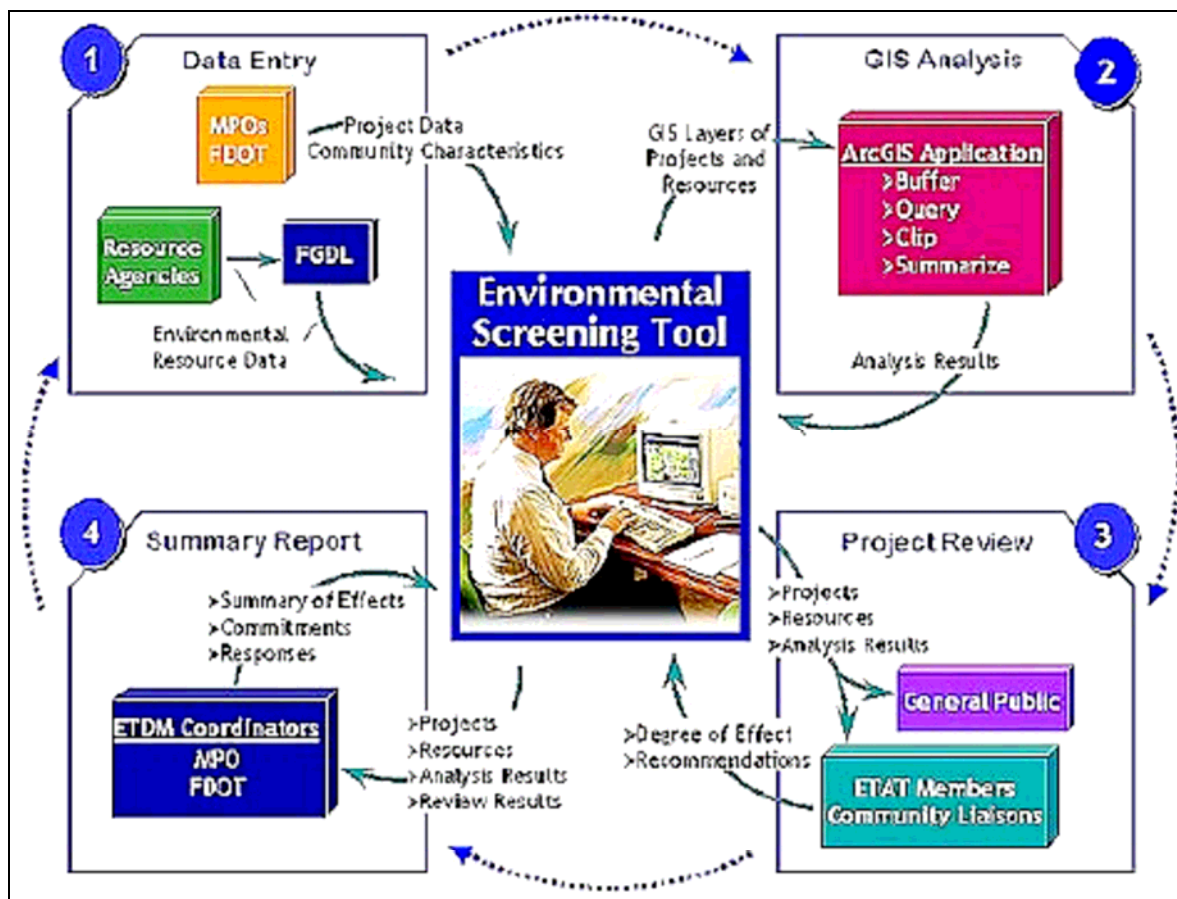 1
Data Entry
MPOs
FDOT
Project Data
Community Characteristics
Resource
Agencies
FGDL
Environmental
Resource Data
2
GIS Analysis
GIS Layers of
Projects and
Resources
ArcGIS Application
>Buffer
>Query
>Clip
>Summarize
Analysis Results
Environmental
Screening Tool
4
Summary Report
>Summary of Effects
>Commitments
>Responses
ETDM Coordinators
MPO
FDOT
>Projects
>Resources
>Analysis Results
>Review Results
3
Project Review
>Projects
>Resources
>Analysis Results
General Public
>Degree of Effect
>Recommendations
ETAT Members
Community Liaisons